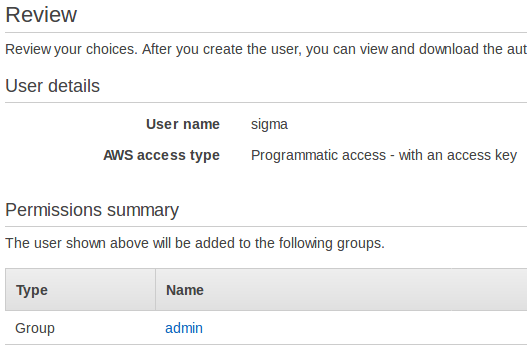 Review
Review your choices. After you create the user, you can view and download the aut
User details
User name sigma
AWS access type Programmatic access - with an access key
Permissions summary
The user shown above will be added to the following groups.
Type Name
Group admin